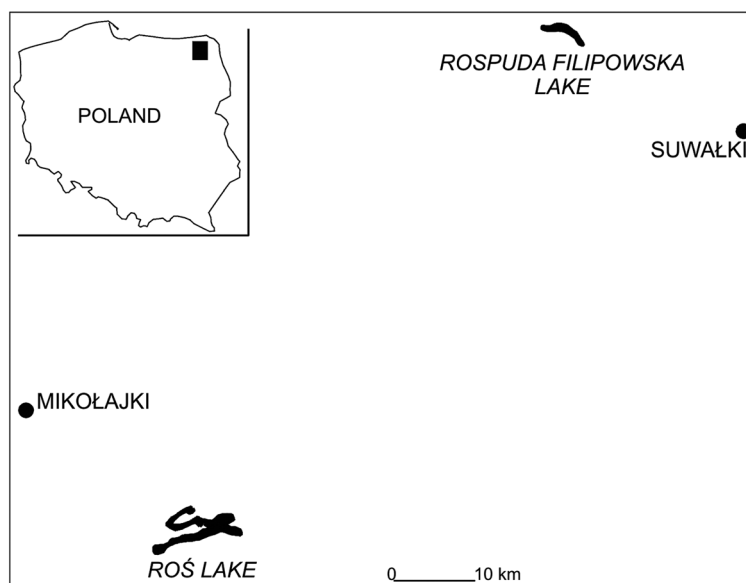 POLAND
ROSPUDA FILIPOWSKA
LAKE
SUWAŁKI
MIKOŁAJKI
ROŚ LAKE
0 10 km